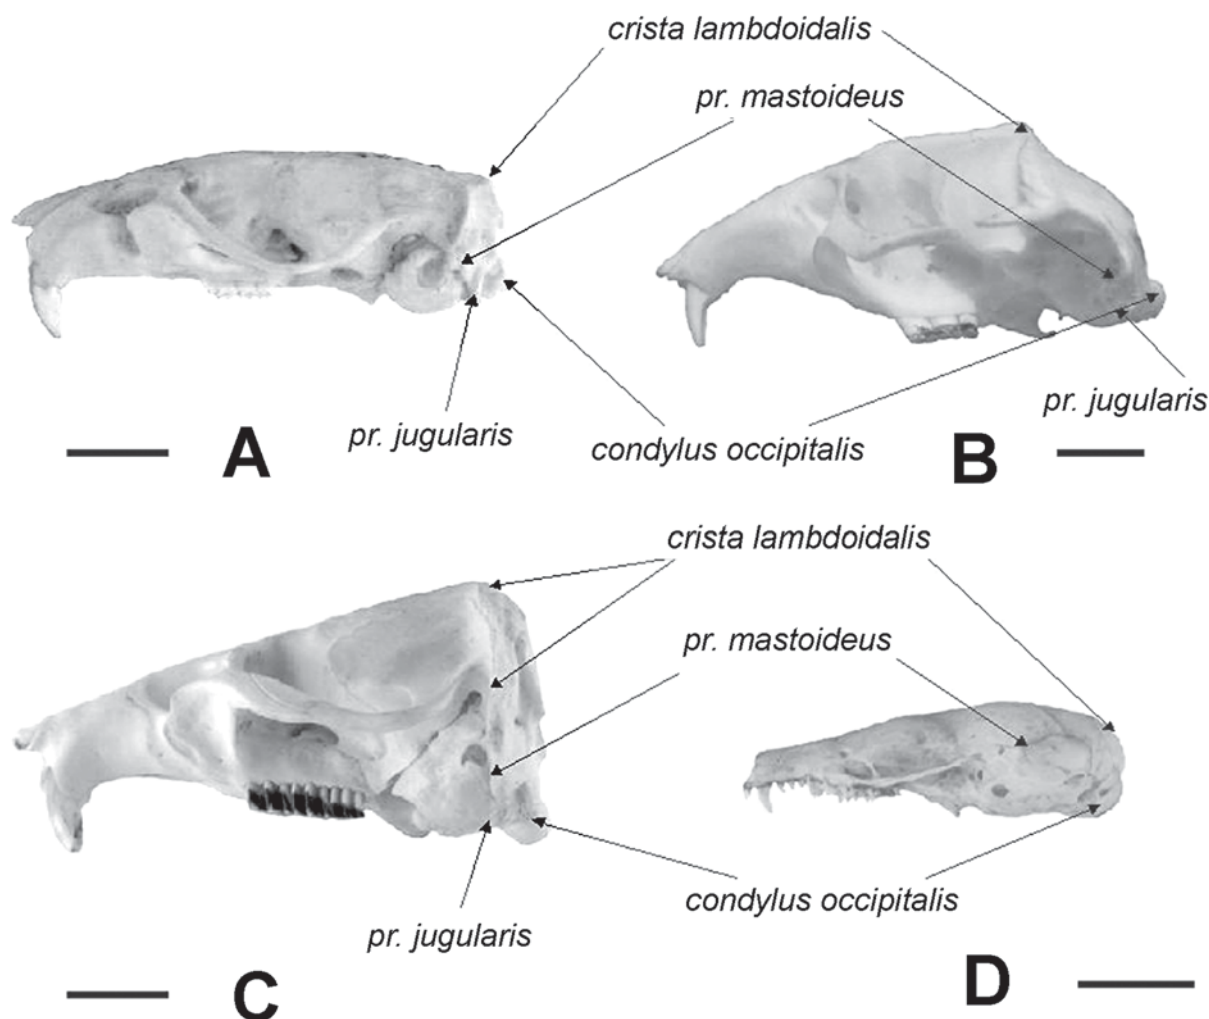 crista lambdoidalis
pr. mastoideus
pr. jugularis
pr. jugularis
condylus occipitalis
A
B
crista lambdoidalis
pr. mastoideus
condylus occipitalis
pr. jugularis
C
D